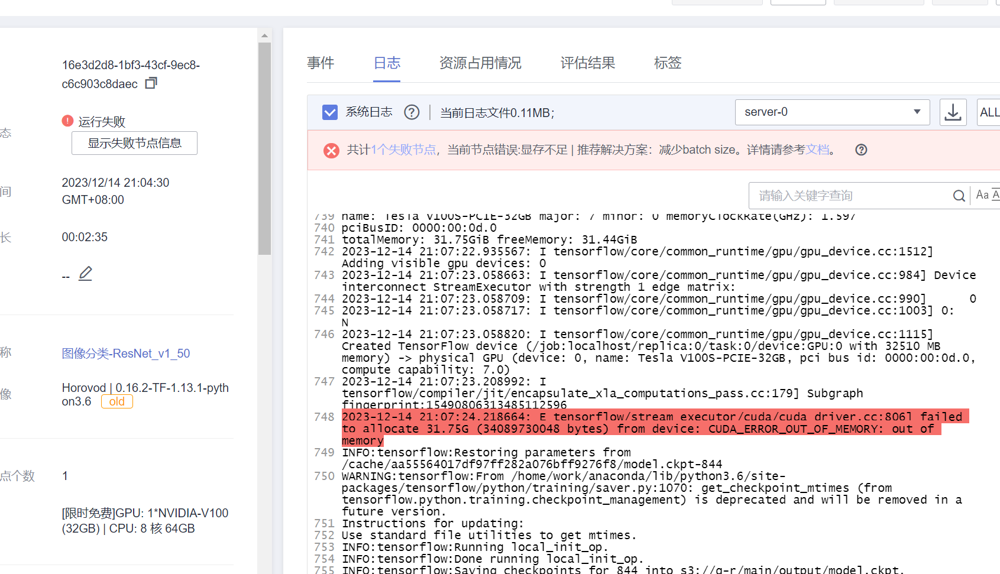 16e3d2d8-1bf3-43cf-9ec8-
c6c903c8daec
态
运行失败
显示失败节点信息
间
2023/12/14 21:04:30
GMT+08:00
长
00:02:35
--
称
图像分类-ResNet_v1_50
像
Horovod | 0.16.2-TF-1.13.1-pyth
on3.6 old
点个数
1
[限时免费]GPU: 1*NVIDIA-V100
(32GB) | CPU: 8 核 64GB
事件 日志 资源占用情况 评估结果 标签
系统日志 当前日志文件0.11MB;
server-0
ALL
共计1个失败节点，当前节点错误:显存不足 | 推荐解决方案：减少batch size。详情请参考文档。
请输入关键字查询
Aa A
739 name: Tesla V100S-PCIE-32GB major: 7 minor: 0 memoryClockRate(GHz): 1.597
740 pciBusID: 0000:00:0d.0
741 totalMemory: 31.75GiB freeMemory: 31.44GiB
742 2023-12-14 21:07:22.935567: I tensorflow/core/common_runtime/gpu/gpu_device.cc:1512]
Adding visible gpu devices: 0
743 2023-12-14 21:07:23.058663: I tensorflow/core/common_runtime/gpu/gpu_device.cc:984] Device
interconnect StreamExecutor with strength 1 edge matrix:
744 2023-12-14 21:07:23.058709: I tensorflow/core/common_runtime/gpu/gpu_device.cc:990] 0
745 2023-12-14 21:07:23.058717: I tensorflow/core/common_runtime/gpu/gpu_device.cc:1003] 0:
N
746 2023-12-14 21:07:23.058820: I tensorflow/core/common_runtime/gpu/gpu_device.cc:1115]
Created TensorFlow device (/job:localhost/replica:0/task:0/device:GPU:0 with 32510 MB
memory) -> physical GPU (device: 0, name: Tesla V100S-PCIE-32GB, pci bus id: 0000:00:0d.0,
compute capability: 7.0)
747 2023-12-14 21:07:23.208992: I
tensorflow/compiler/jit/encapsulate_xla_computations_pass.cc:179] Subgraph
fingerprint:15490806313485112596
748 2023-12-14 21:07:24.218664: E tensorflow/stream_executor/cuda/cuda_driver.cc:806] failed
to allocate 31.75G (34089730048 bytes) from device: CUDA_ERROR_OUT_OF_MEMORY: out of
memory
749 INFO:tensorflow:Restoring parameters from
/cache/aa55564017df97ff282a076bff9276f8/model.ckpt-844
750 WARNING:tensorflow:From /home/work/anaconda/lib/python3.6/site-
packages/tensorflow/python/training/saver.py:1070: get_checkpoint_mtimes (from
tensorflow.python.training.checkpoint_management) is deprecated and will be removed in a
future version.
751 Instructions for updating:
752 Use standard file utilities to get mtimes.
753 INFO:tensorflow:Running local_init_op.
754 INFO:tensorflow:Done running local_init_op.
755 INFO:tensorflow:Saving checkpoints for 844 into s3://g-r/main/output/model.ckpt.